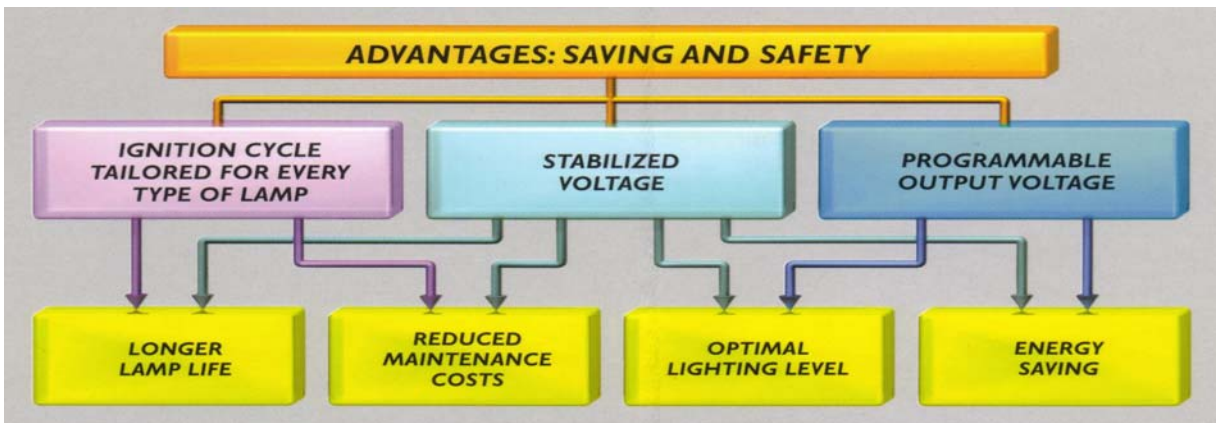 ADVANTAGES: SAVING AND SAFETY
IGNITION CYCLE
TAILORED FOR EVERY
TYPE OF LAMP
STABILIZED
VOLTAGE
PROGRAMMABLE
OUTPUT VOLTAGE
LONGER
LAMP LIFE
REDUCED
MAINTENANCE
COSTS
OPTIMAL
LIGHTING LEVEL
ENERGY
SAVING